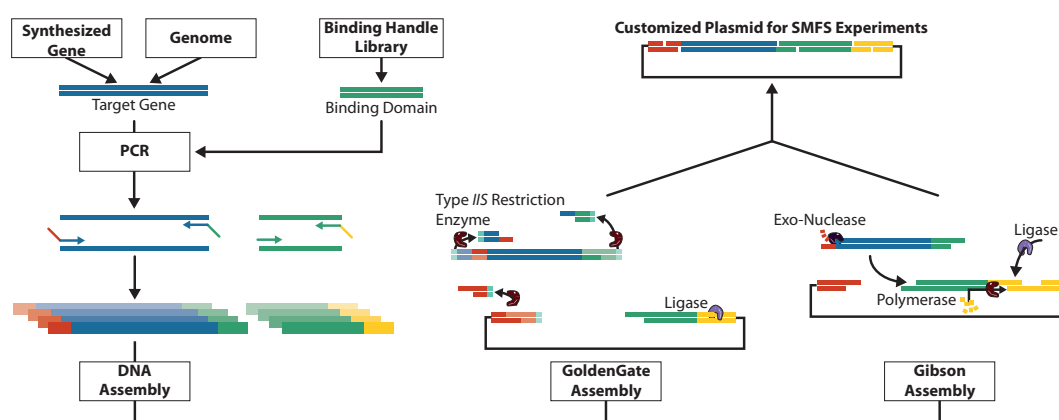 Synthesized
Gene
Genome
Binding Handle
Library
Target Gene
Binding Domain
PCR
DNA
Assembly
Customized Plasmid for SMFS Experiments
Type IIS Restriction
Enzyme
Ligase
GoldenGate
Assembly
Exo-Nuclease
Ligase
Polymerase
Gibson
Assembly